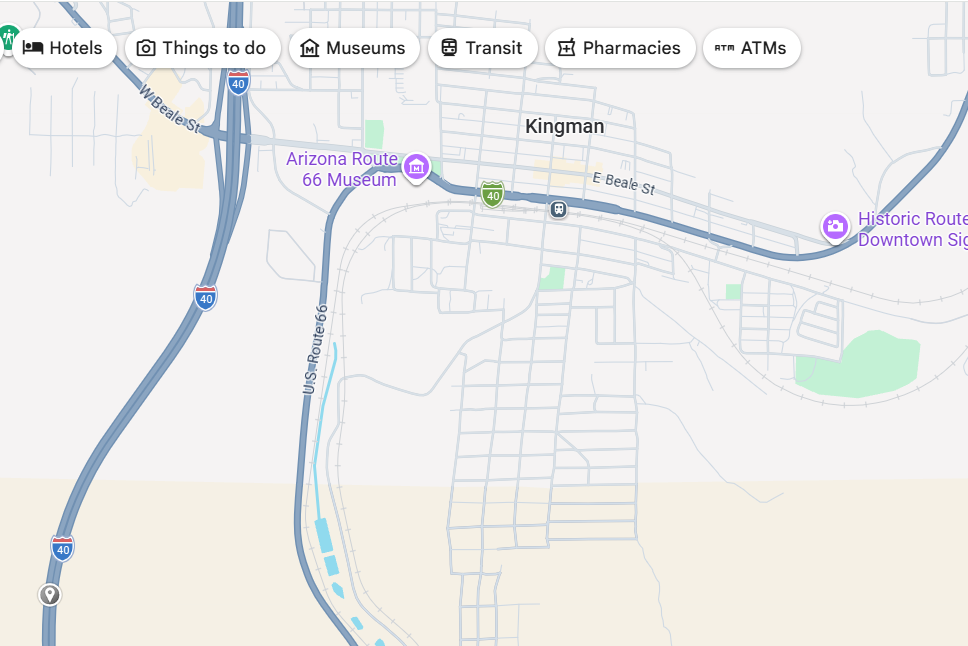 Hotels
Things to do
Museums
Transit
Pharmacies
ATM ATMs
40
W Beale St
Kingman
Arizona Route
66 Museum
40
E Beale St
Historic Route
Downtown Sig
40
U.S. Route 66
40